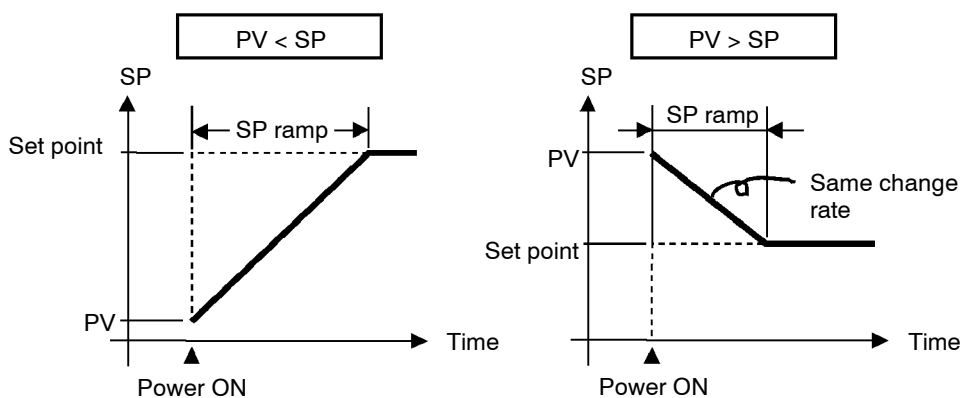 PV < SP
SP
SP ramp
Set point
PV
Time
Power ON
PV > SP
SP
SP ramp
PV
Same change
rate
Set point
Time
Power ON